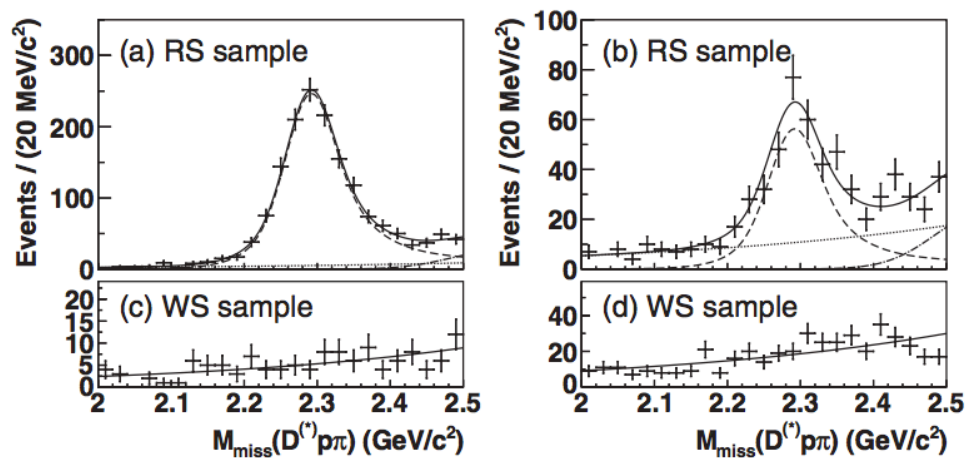 Events / (20 MeV/c²)
300
200
100
0
(a) RS sample
Events / (20 MeV/c²)
100
80
60
40
20
0
(b) RS sample
20
15
10
5
0
(c) WS sample
2 2.1 2.2 2.3 2.4 2.5
M_miss(D^(*)pπ) (GeV/c²)
40
20
0
(d) WS sample
2 2.1 2.2 2.3 2.4 2.5
M_miss(D^(*)pπ) (GeV/c²)